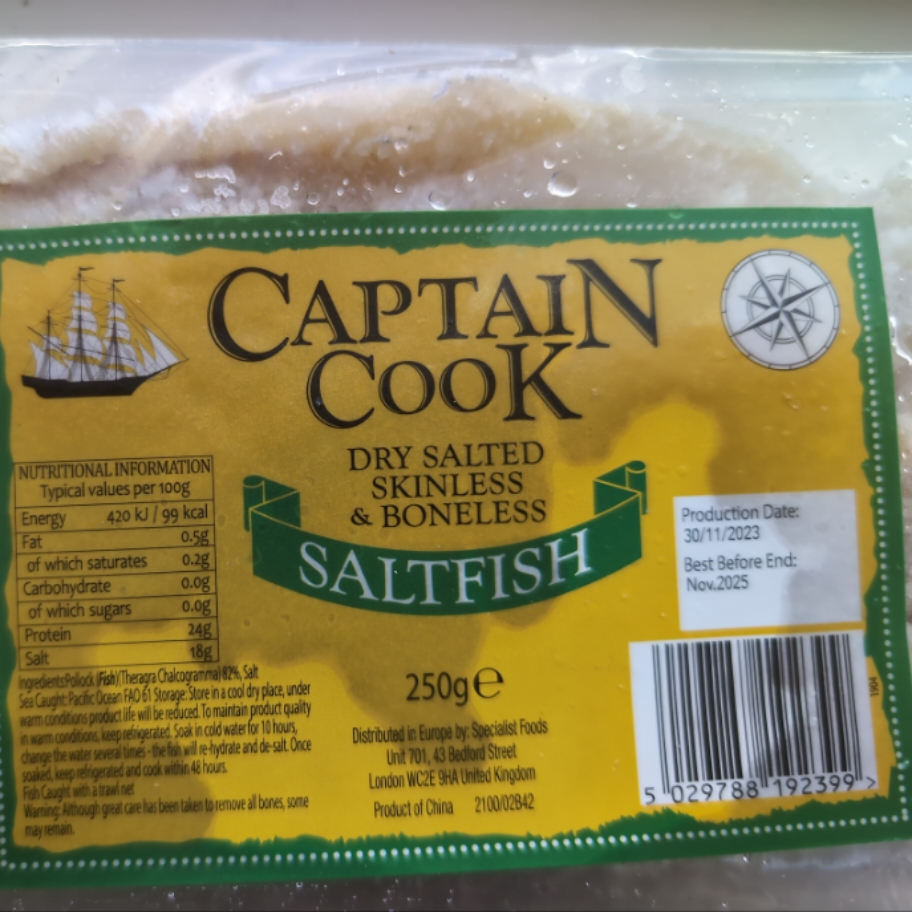 CAPTAIN
COOK
DRY SALTED
SKINLESS
& BONELESS
SALTFISH
NUTRITIONAL INFORMATION
Typical values per 100g
Energy 420 kJ / 99 kcal
Fat 0.5g
of which saturates 0.2g
Carbohydrate 0.0g
of which sugars 0.0g
Protein 24g
Salt 18g
Ingredients:Pollock (Fish)(Theragra Chalcogramma) 82%, Salt
Sea Caught: Pacific Ocean FAO 61 Storage: Store in a cool dry place, under
warm conditions product life will be reduced. To maintain product quality
in warm conditions, keep refrigerated. Soak in cold water for 10 hours,
change the water several times - the fish will re-hydrate and de-salt. Once
soaked, keep refrigerated and cook within 48 hours.
Fish Caught with a trawl net
Warning: Although great care has been taken to remove all bones, some
may remain.
250g e
Distributed in Europe by: Specialist Foods
Unit 701, 43 Bedford Street
London WC2E 9HA United Kingdom
Product of China 2100/02B42
Production Date:
30/11/2023
Best Before End:
Nov.2025
1904
5 029788 192399 >